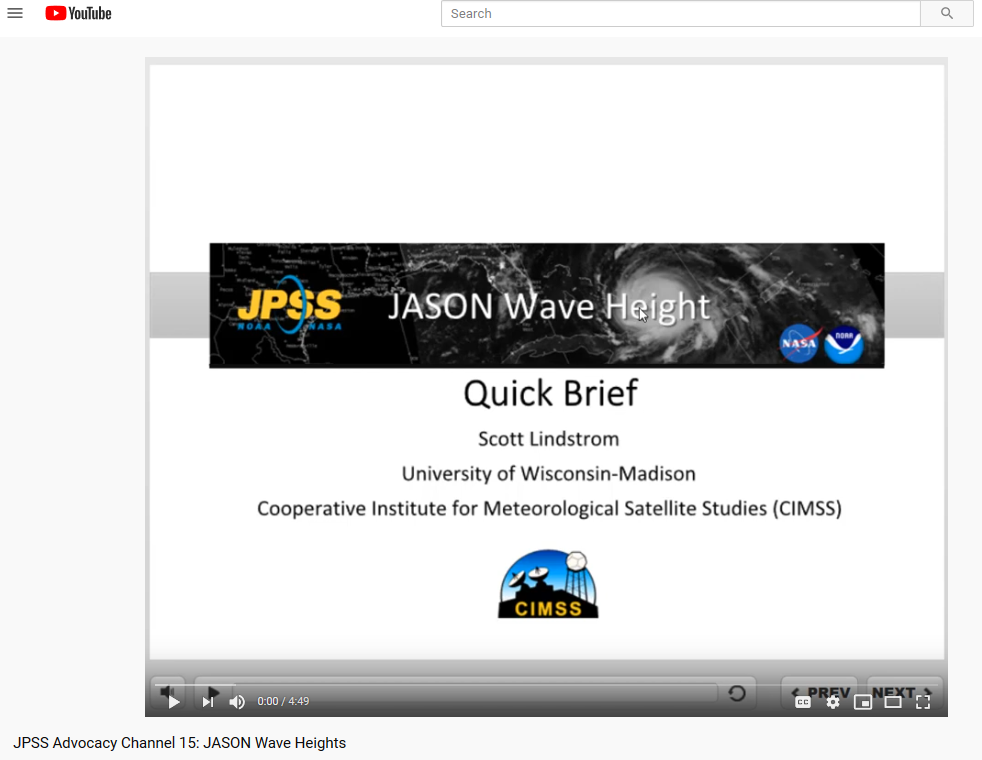 YouTube
Search
JPSS
NOAA NASA
JASON Wave Height
NASA
NOAA
Quick Brief
Scott Lindstrom
University of Wisconsin-Madison
Cooperative Institute for Meteorological Satellite Studies (CIMSS)
CIMSS
PREV
NEXT
0:00 / 4:49
CC
JPSS Advocacy Channel 15: JASON Wave Heights